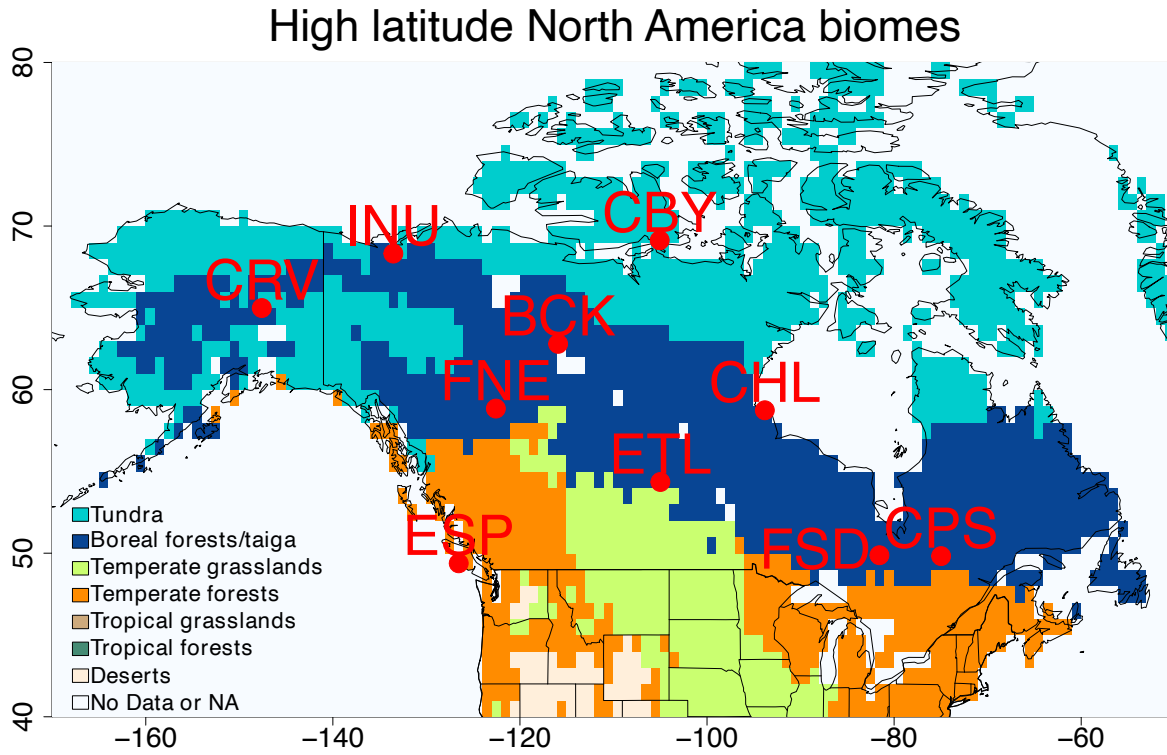 High latitude North America biomes
80
70
60
50
40
INU
CBY
CRV
BCK
FNE
CHL
ETL
ESP
FSD
CPS
Tundra
Boreal forests/taiga
Temperate grasslands
Temperate forests
Tropical grasslands
Tropical forests
Deserts
No Data or NA
−160 −140 −120 −100 −80 −60